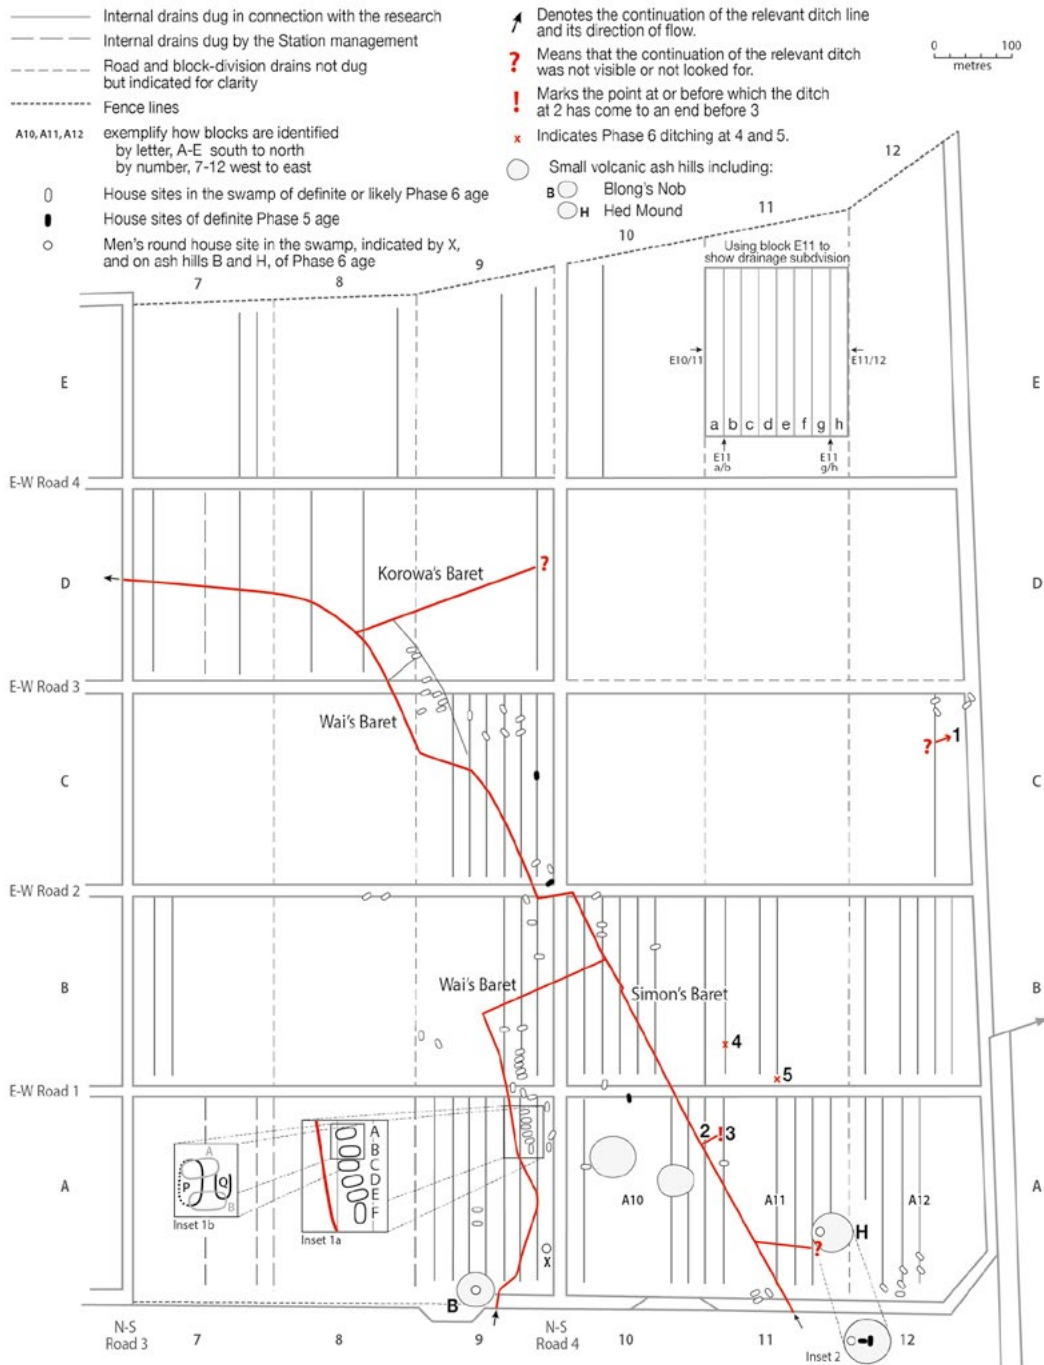 Internal drains dug in connection with the research
Internal drains dug by the Station management
Road and block-division drains not dug
but indicated for clarity
Fence lines
A10, A11, A12 exemplify how blocks are identified
by letter, A-E south to north
by number, 7-12 west to east
House sites in the swamp of definite or likely Phase 6 age
House sites of definite Phase 5 age
Men's round house site in the swamp, indicated by X,
and on ash hills B and H, of Phase 6 age
Denotes the continuation of the relevant ditch line
and its direction of flow.
? Means that the continuation of the relevant ditch
was not visible or not looked for.
! Marks the point at or before which the ditch
at 2 has come to an end before 3
x Indicates Phase 6 ditching at 4 and 5.
Small volcanic ash hills including:
B Blong's Nob
H Hed Mound
0 100
metres
7
8
9
10
11
12
Using block E11 to
show drainage subdivision
E10/11
E11/12
a b c d e f g h
E11
a/b
E11
g/h
E
E
E-W Road 4
D
Korowa's Baret
?
D
E-W Road 3
Wai's Baret
? 1
C
C
E-W Road 2
Wai's Baret
Simon's Baret
B
B
x 4
x 5
E-W Road 1
2 ! 3
A
B
C
D
E
F
A
P
Q
B
Inset 1b
Inset 1a
A
A10
A11
A12
A
? H
X
B
N-S
Road 3
7
8
9
N-S
Road 4
10
11
Inset 2
12